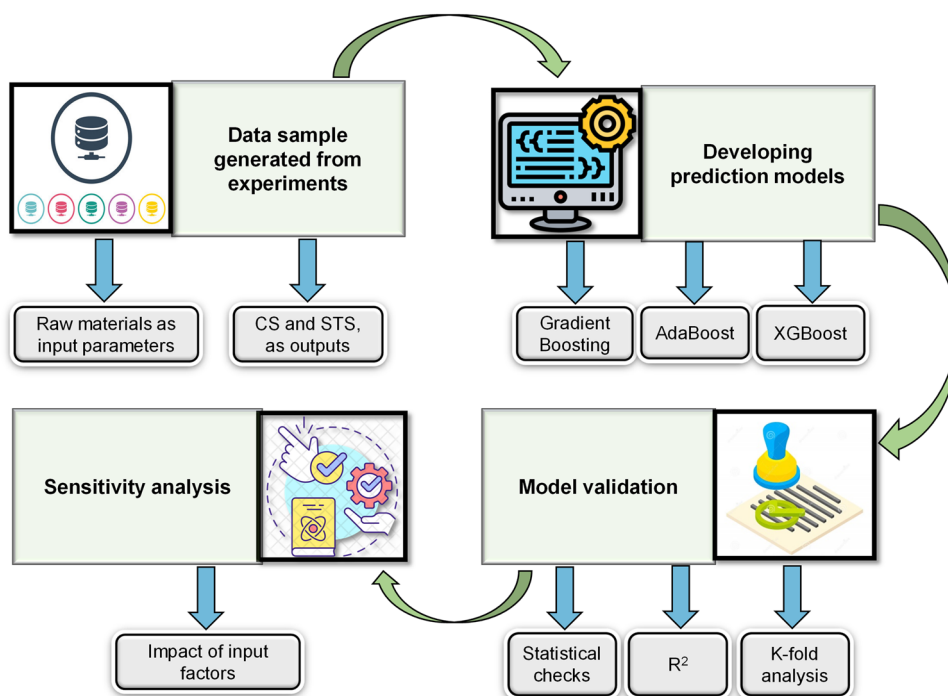 Data sample
generated from
experiments
Developing
prediction models
Raw materials as
input parameters
CS and STS,
as outputs
Gradient
Boosting
AdaBoost
XGBoost
Sensitivity analysis
Model validation
Impact of input
factors
Statistical
checks
R²
K-fold
analysis